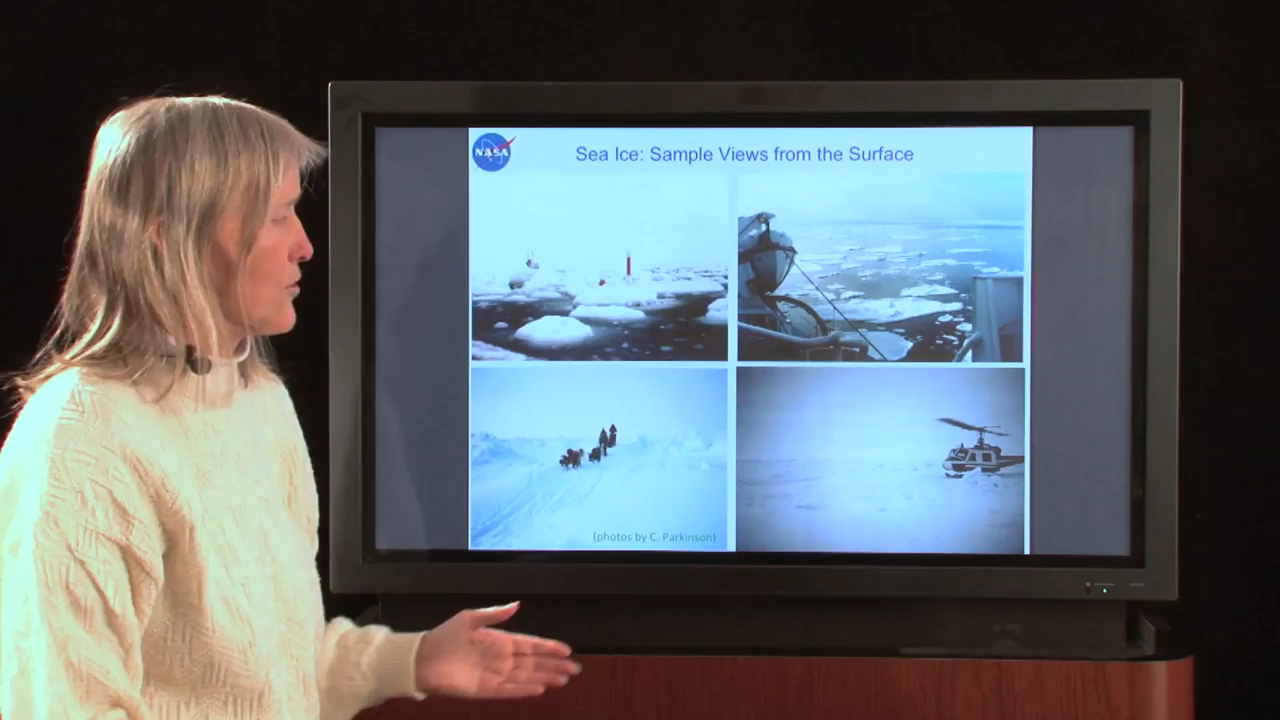 NASA
Sea Ice: Sample Views from the Surface
(photos by C. Parkinson)